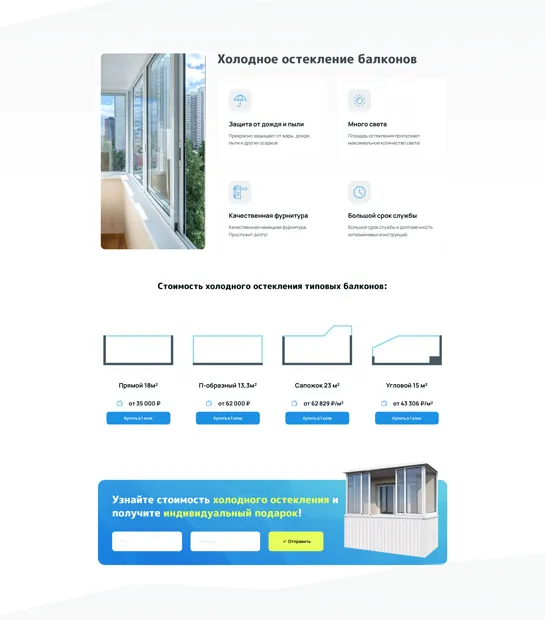 Холодное остекление балконов
Защита от дождя и пыли
Прекрасно защищает от жары, дождя,
пыли и других осадков
Много света
Площадь остекления пропускает
максимальное количество света
Качественная фурнитура
Качественная немецкая фурнитура.
Прослужит долго!
Большой срок службы
Большой срок службы и долговечность
аллюминиевых конструкций.
Стоимость холодного остекления типовых балконов:
Прямой 18м²
от 35 000 ₽
Купить в 1 клик
П-образный 13,3м²
от 62 000 ₽
Купить в 1 клик
Сапожок 23 м²
от 62 829 ₽/м²
Купить в 1 клик
Угловой 15 м²
от 43 306 ₽/м²
Купить в 1 клик
Узнайте стоимость холодного остекления и
получите индивидуальный подарок!
✓ Отправить